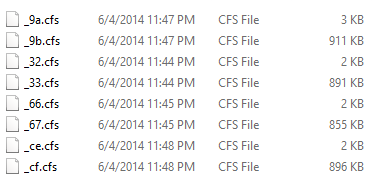 _9a.cfs 6/4/2014 11:47 PM CFS File 3 KB
_9b.cfs 6/4/2014 11:47 PM CFS File 911 KB
_32.cfs 6/4/2014 11:44 PM CFS File 2 KB
_33.cfs 6/4/2014 11:44 PM CFS File 891 KB
_66.cfs 6/4/2014 11:45 PM CFS File 2 KB
_67.cfs 6/4/2014 11:45 PM CFS File 855 KB
_ce.cfs 6/4/2014 11:48 PM CFS File 2 KB
_cf.cfs 6/4/2014 11:48 PM CFS File 896 KB